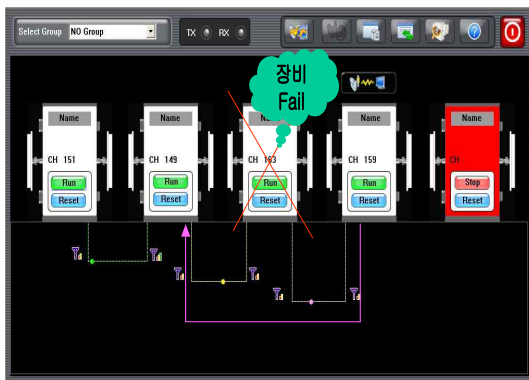 Select Group NO Group TX RX
장비
Fail
Name Name Name Name Name
CH 151 CH 149 CH 163 CH 159 CH
Run Run Run Run Stop
Reset Reset Reset Reset Reset